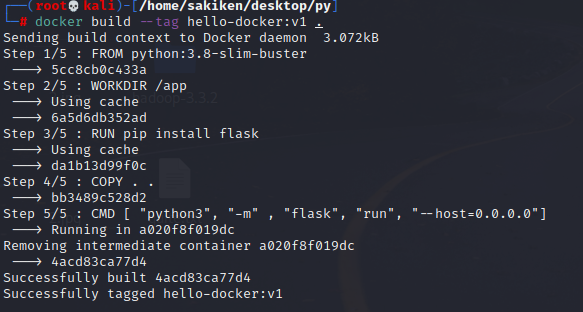 ┌──(root💀kali)-[/home/sakiken/desktop/py]
└─# docker build --tag hello-docker:v1 .
Sending build context to Docker daemon  3.072kB
Step 1/5 : FROM python:3.8-slim-buster
 ---> 5cc8cb0c433a
Step 2/5 : WORKDIR /app
 ---> Using cache
 ---> 6a5d6db352ad
Step 3/5 : RUN pip install flask
 ---> Using cache
 ---> da1b13d99f0c
Step 4/5 : COPY . .
 ---> bb3489c528d2
Step 5/5 : CMD [ "python3", "-m" , "flask", "run", "--host=0.0.0.0"]
 ---> Running in a020f8f019dc
Removing intermediate container a020f8f019dc
 ---> 4acd83ca77d4
Successfully built 4acd83ca77d4
Successfully tagged hello-docker:v1